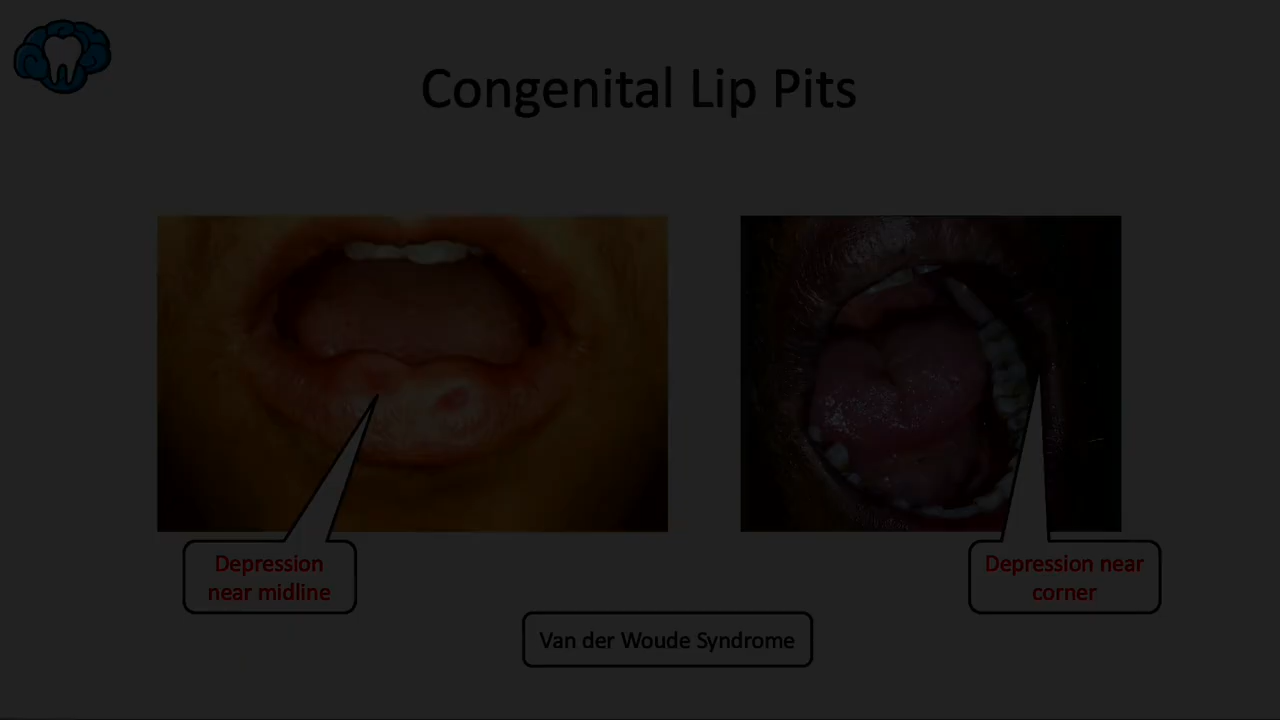 Congenital Lip Pits
Depression
near midline
Depression near
corner
Van der Woude Syndrome